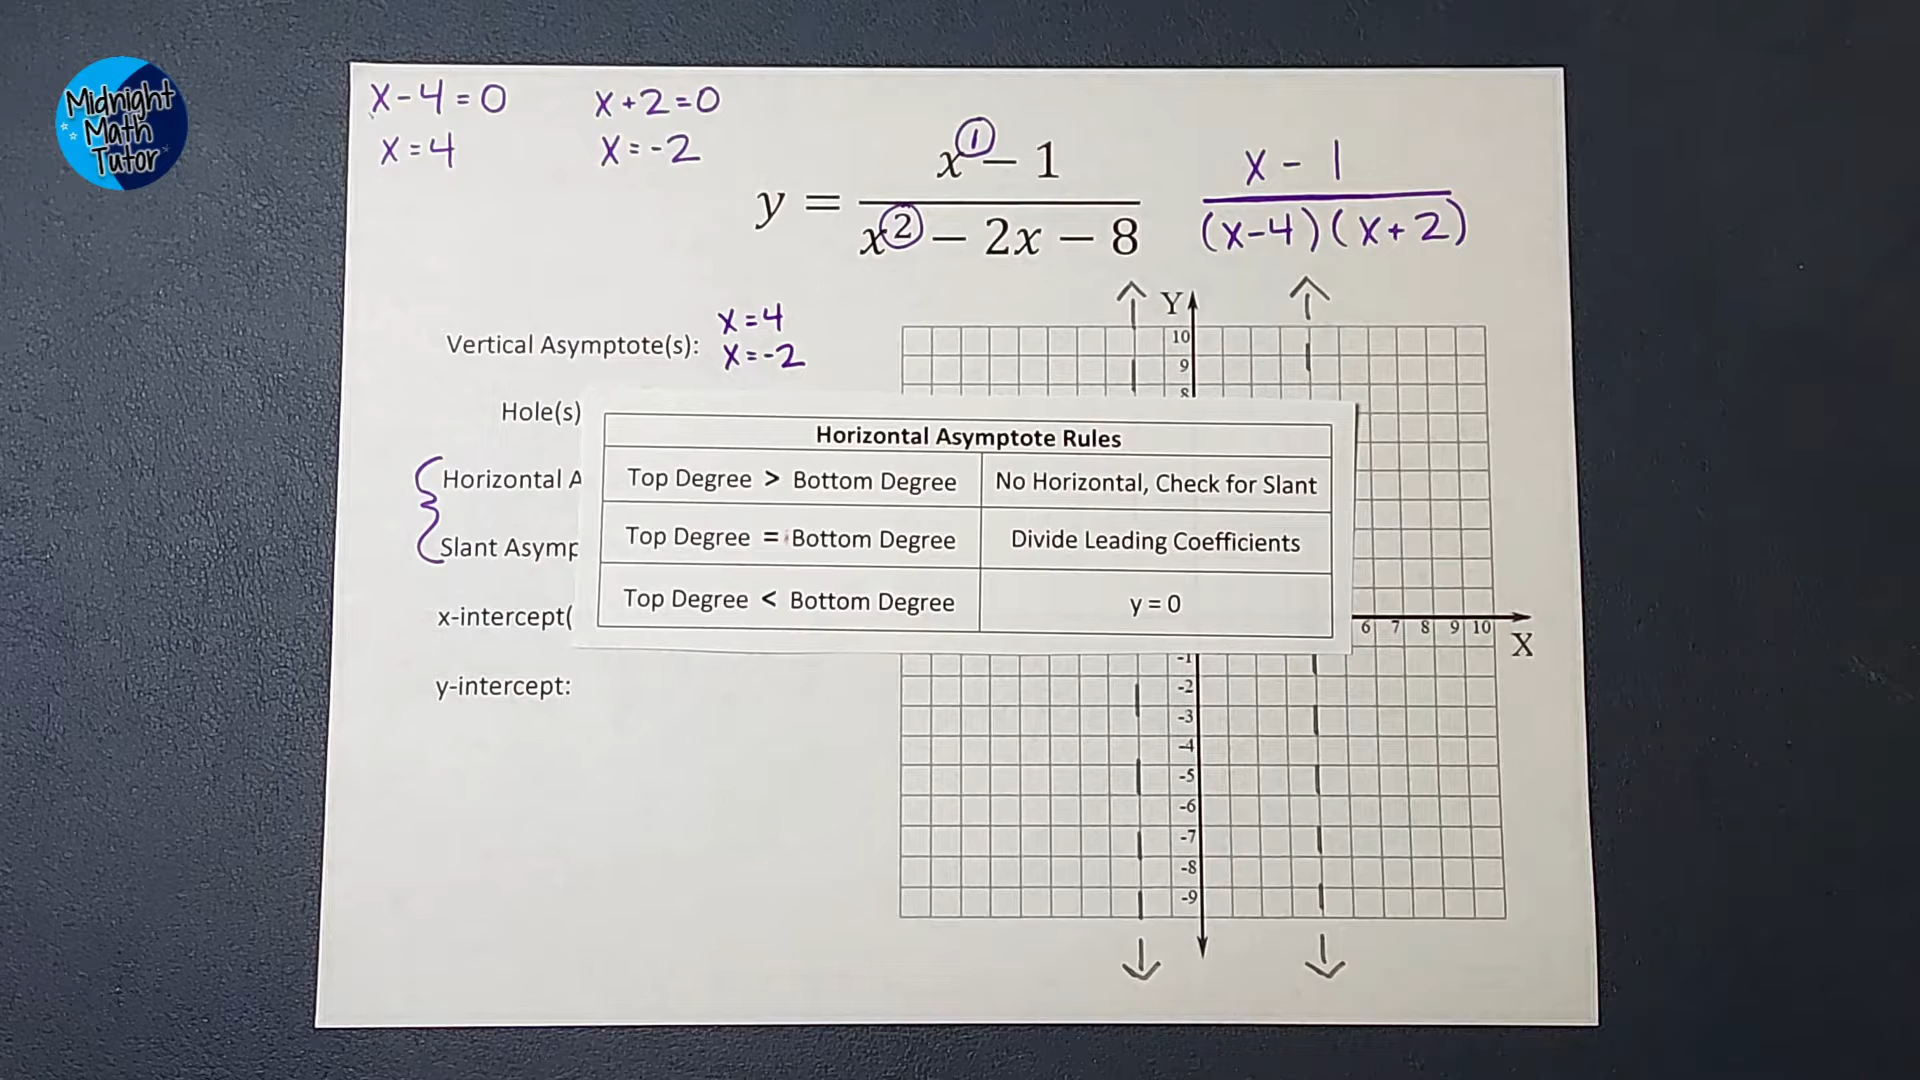 Midnight
Math
Tutor
x-4=0
x=4
x+2=0
x=-2
y = (x^1 - 1)/(x^2 - 2x - 8)
x-1
(x-4)(x+2)
Vertical Asymptote(s):
x=4
x=-2
Hole(s)
Horizontal A
Slant Asymp
x-intercept(
y-intercept:
Horizontal Asymptote Rules
Top Degree > Bottom Degree
No Horizontal, Check for Slant
Top Degree = Bottom Degree
Divide Leading Coefficients
Top Degree < Bottom Degree
y = 0
Y
10
9
8
6 7 8 9 10
X
-1
-2
-3
-4
-5
-6
-7
-8
-9